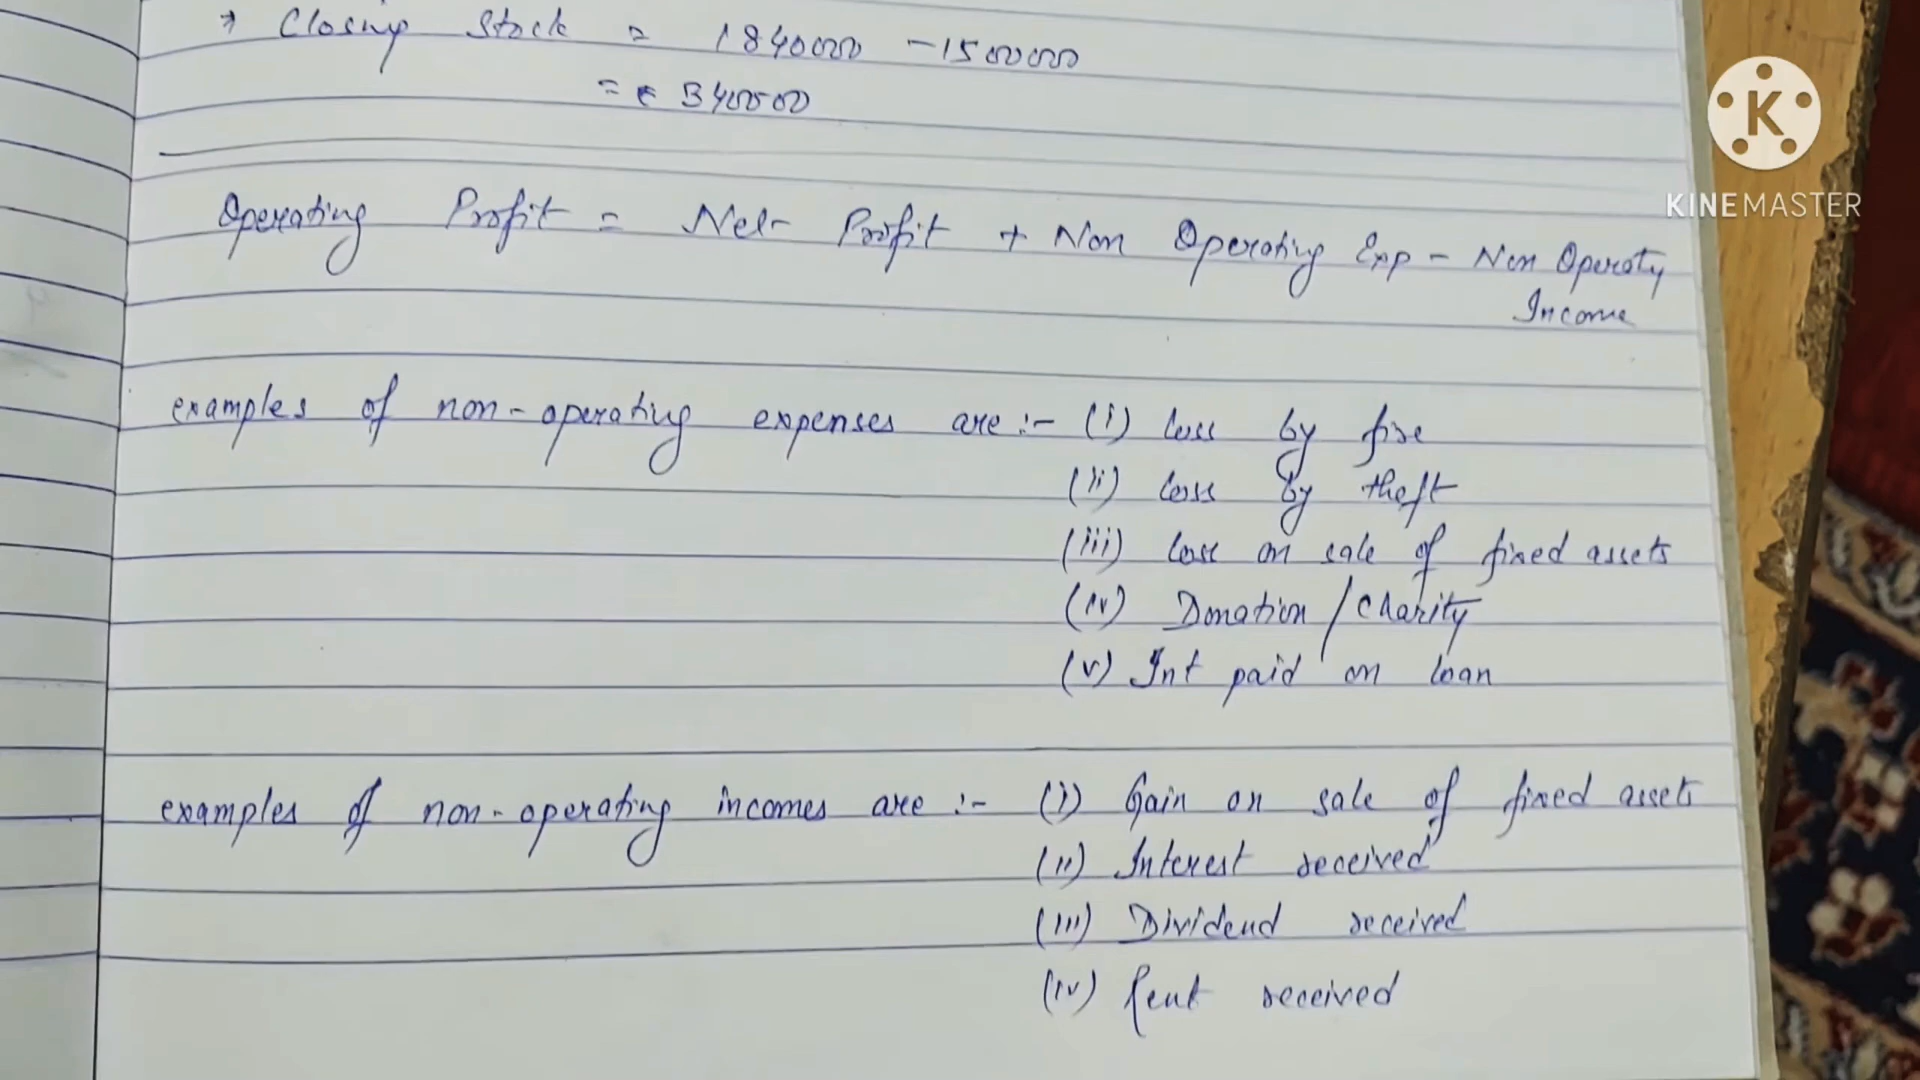 → Closing Stock = 1840000 - 1500000
= ₹ 340000
Operating Profit = Net Profit + Non Operating Exp - Non Operaty
Income
examples of non-operating expenses are :- (i) loss by fire
(ii) loss by theft
(iii) loss on sale of fixed assets
(iv) Donation / Charity
(v) Int paid on loan
examples of non-operating incomes are :- (i) Gain on sale of fixed assets
(ii) Interest received
(iii) Dividend received
(iv) Rent received
K
KINEMASTER